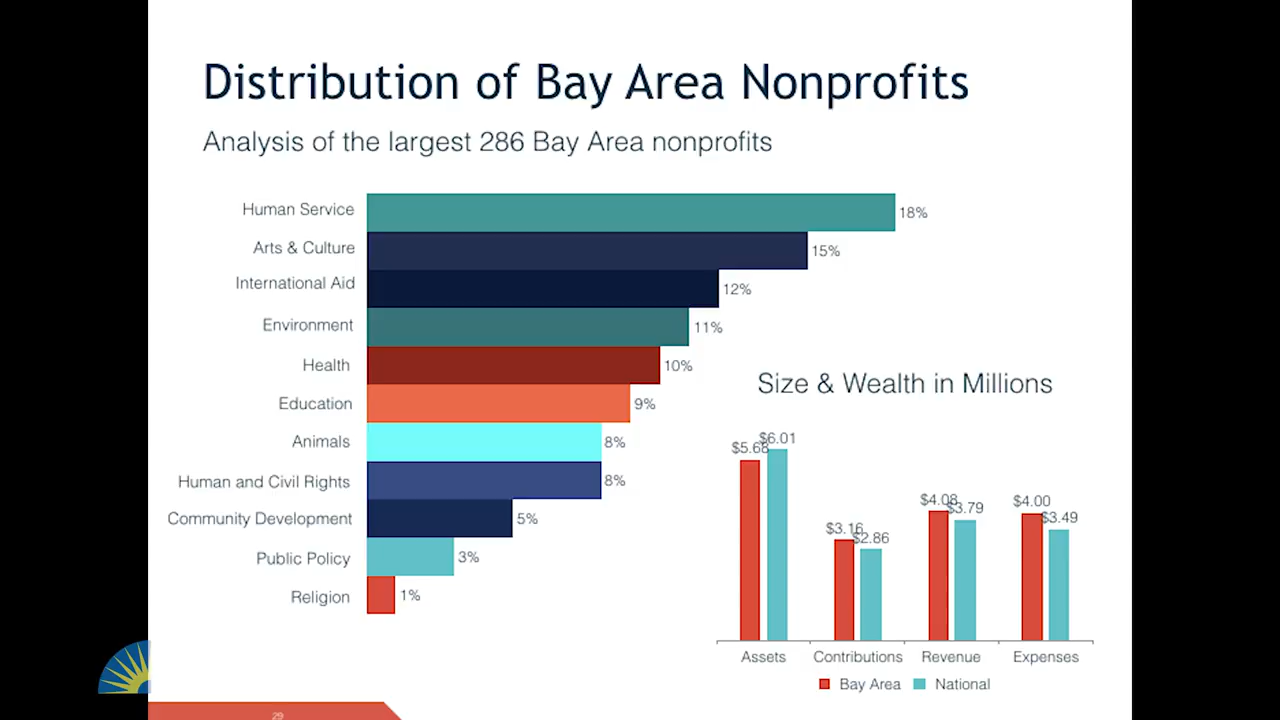 Distribution of Bay Area Nonprofits
Analysis of the largest 286 Bay Area nonprofits
Human Service 18%
Arts & Culture 15%
International Aid 12%
Environment 11%
Health 10%
Education 9%
Animals 8%
Human and Civil Rights 8%
Community Development 5%
Public Policy 3%
Religion 1%
Size & Wealth in Millions
$5.68 $6.01
$3.16 $2.86
$4.08 $3.79
$4.00 $3.49
Assets Contributions Revenue Expenses
Bay Area National
29